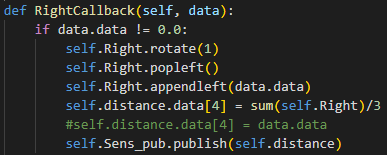 def RightCallback(self, data):
    if data.data != 0.0:
        self.Right.rotate(1)
        self.Right.popleft()
        self.Right.appendleft(data.data)
        self.distance.data[4] = sum(self.Right)/3
        #self.distance.data[4] = data.data
        self.Sens_pub.publish(self.distance)